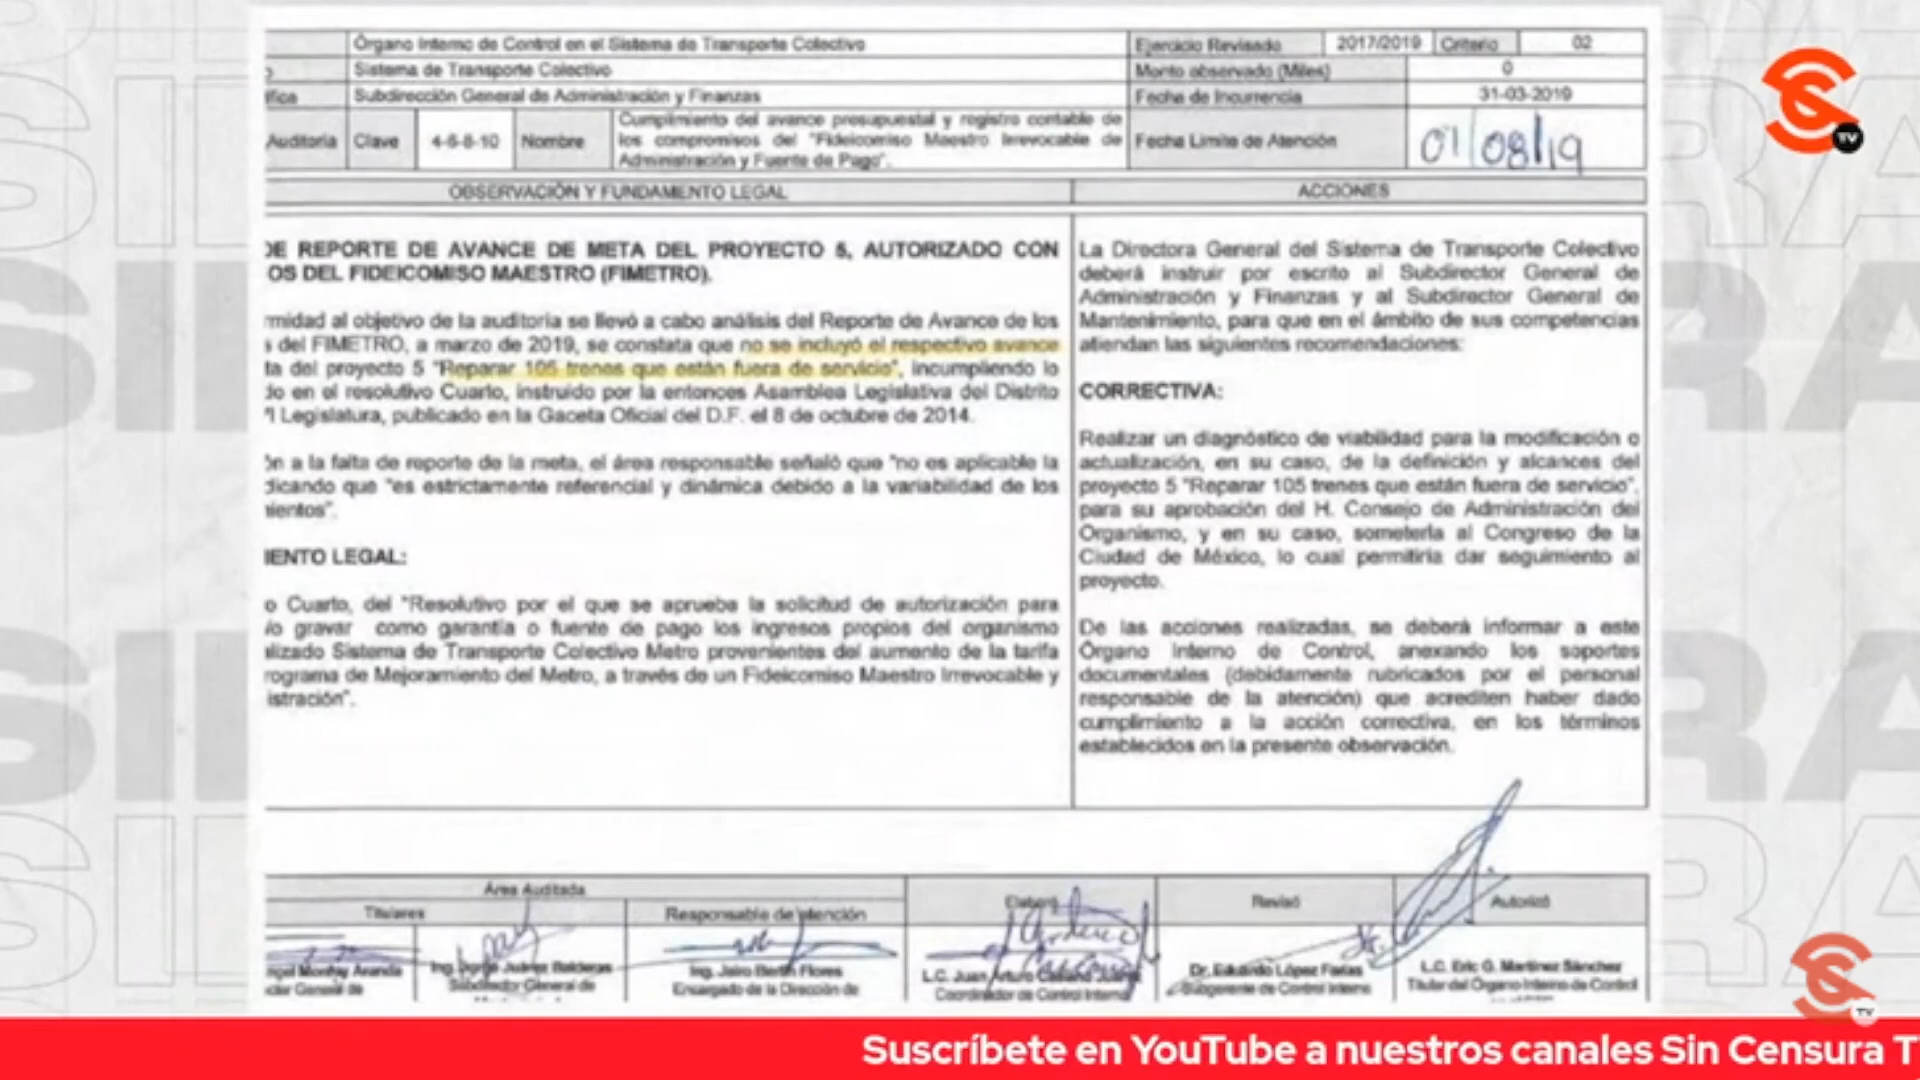 Órgano Interno de Control en el Sistema de Transporte Colectivo
Ejercicio Revisado 2017/2019 Criterio 02
Sistema de Transporte Colectivo
Monto observado (Miles) 0
Subdirección General de Administración y Finanzas
Fecha de Incurrencia 31-03-2019
Auditoría Clave 4-6-8-10 Nombre
Cumplimiento del avance presupuestal y registro contable de
los compromisos del "Fideicomiso Maestro Irrevocable de
Administración y Fuente de Pago".
Fecha Límite de Atención 01/08/19
OBSERVACIÓN Y FUNDAMENTO LEGAL
DE REPORTE DE AVANCE DE META DEL PROYECTO 5, AUTORIZADO CON
OS DEL FIDEICOMISO MAESTRO (FIMETRO).
rmidad al objetivo de la auditoría se llevó a cabo análisis del Reporte de Avance de los
s del FIMETRO, a marzo de 2019, se constata que no se incluyó el respectivo avance
ta del proyecto 5 "Reparar 105 trenes que están fuera de servicio", incumpliendo lo
do en el resolutivo Cuarto, instruido por la entonces Asamblea Legislativa del Distrito
I Legislatura, publicado en la Gaceta Oficial del D.F. el 8 de octubre de 2014.
ón a la falta de reporte de la meta, el área responsable señaló que "no es aplicable la
dicando que "es estrictamente referencial y dinámica debido a la variabilidad de los
ientos".
IENTO LEGAL:
o Cuarto, del "Resolutivo por el que se aprueba la solicitud de autorización para
/o gravar como garantía o fuente de pago los ingresos propios del organismo
alizado Sistema de Transporte Colectivo Metro provenientes del aumento de la tarifa
rograma de Mejoramiento del Metro, a través de un Fideicomiso Maestro Irrevocable y
istración".
ACCIONES
La Directora General del Sistema de Transporte Colectivo
deberá instruir por escrito al Subdirector General de
Administración y Finanzas y al Subdirector General de
Mantenimiento, para que en el ámbito de sus competencias
atiendan las siguientes recomendaciones:
CORRECTIVA:
Realizar un diagnóstico de viabilidad para la modificación o
actualización, en su caso, de la definición y alcances del
proyecto 5 "Reparar 105 trenes que están fuera de servicio",
para su aprobación del H. Consejo de Administración del
Organismo, y en su caso, someterla al Congreso de la
Ciudad de México, lo cual permitiría dar seguimiento al
proyecto.
De las acciones realizadas, se deberá informar a este
Órgano Interno de Control, anexando los soportes
documentales (debidamente rubricados por el personal
responsable de la atención) que acrediten haber dado
cumplimiento a la acción correctiva, en los términos
establecidos en la presente observación.
Área Auditada
Titulares
Responsable de atención
Elaboró
Revisó
Autorizó
Ing. Jorge Juárez Balderas
Subdirector General de
Ing. Jairo Bertín Flores
Encargado de la Dirección de
L.C. Juan Arturo
Coordinador de Control Interno
Dr. Eduardo López Farías
Subgerente de Control Interno
L.C. Eric G. Martínez Sánchez
Titular del Órgano Interno de Control
TV
TV
Suscríbete en YouTube a nuestros canales Sin Censura T